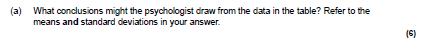 (a) What conclusions might the psychologist draw from the data in the table? Refer to the
means and standard deviations in your answer.
(6)